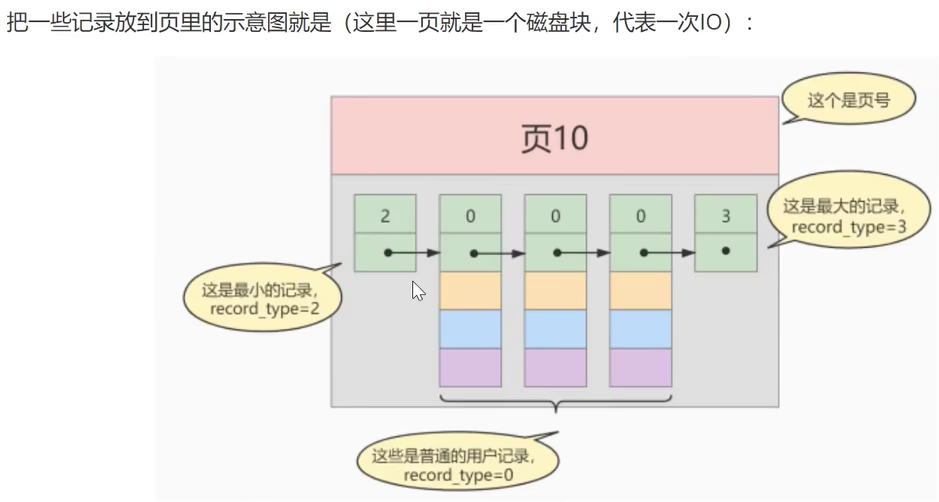 把一些记录放到页里的示意图就是（这里一页就是一个磁盘块，代表一次IO）：
这个是页号
页10
2
0
0
0
3
这是最大的记录，
record_type=3
这是最小的记录，
record_type=2
这些是普通的用户记录，
record_type=0